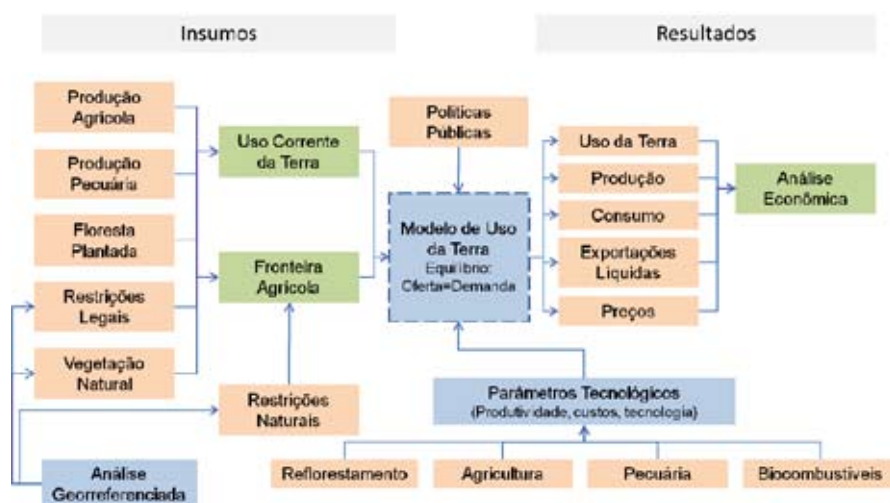 Insumos
Resultados
Produção
Agrícola
Produção
Pecuária
Floresta
Plantada
Restrições
Legais
Vegetação
Natural
Análise
Georreferenciada
Uso Corrente
da Terra
Fronteira
Agrícola
Restrições
Naturais
Políticas
Públicas
Modelo de Uso
da Terra
Equilíbrio:
Oferta=Demanda
Uso da Terra
Produção
Consumo
Exportações
Líquidas
Preços
Análise
Econômica
Parâmetros Tecnológicos
(Produtividade, custos, tecnologia)
Reflorestamento
Agricultura
Pecuária
Biocombustíveis